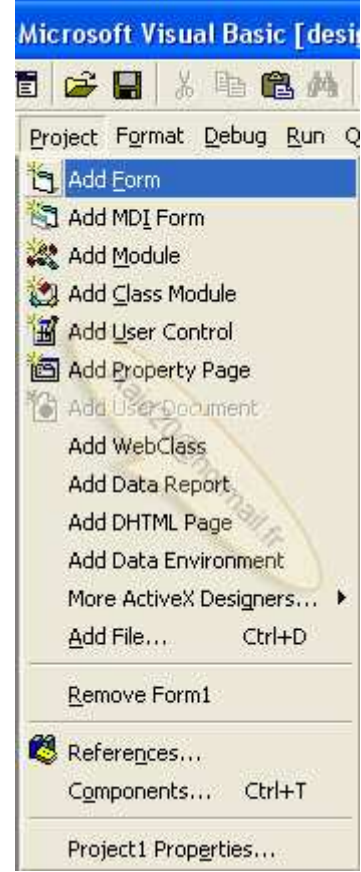 Microsoft Visual Basic [desig
Project Format Debug Run Q
Add Form
Add MDI Form
Add Module
Add Class Module
Add User Control
Add Property Page
Add User Document
Add WebClass
Add Data Report
Add DHTML Page
Add Data Environment
More ActiveX Designers...
Add File... Ctrl+D
Remove Form1
References...
Components... Ctrl+T
Project1 Properties...